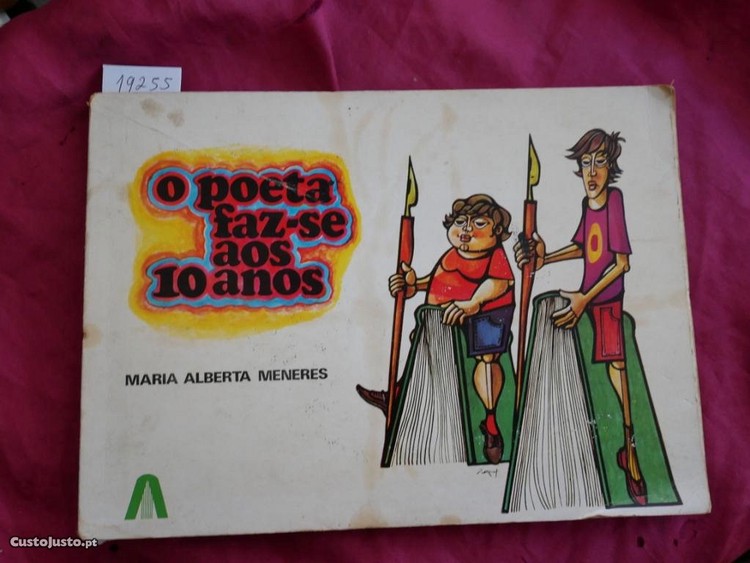 19255
o poeta
faz-se
aos
10 anos
MARIA ALBERTA MENERES
CustoJusto.pt